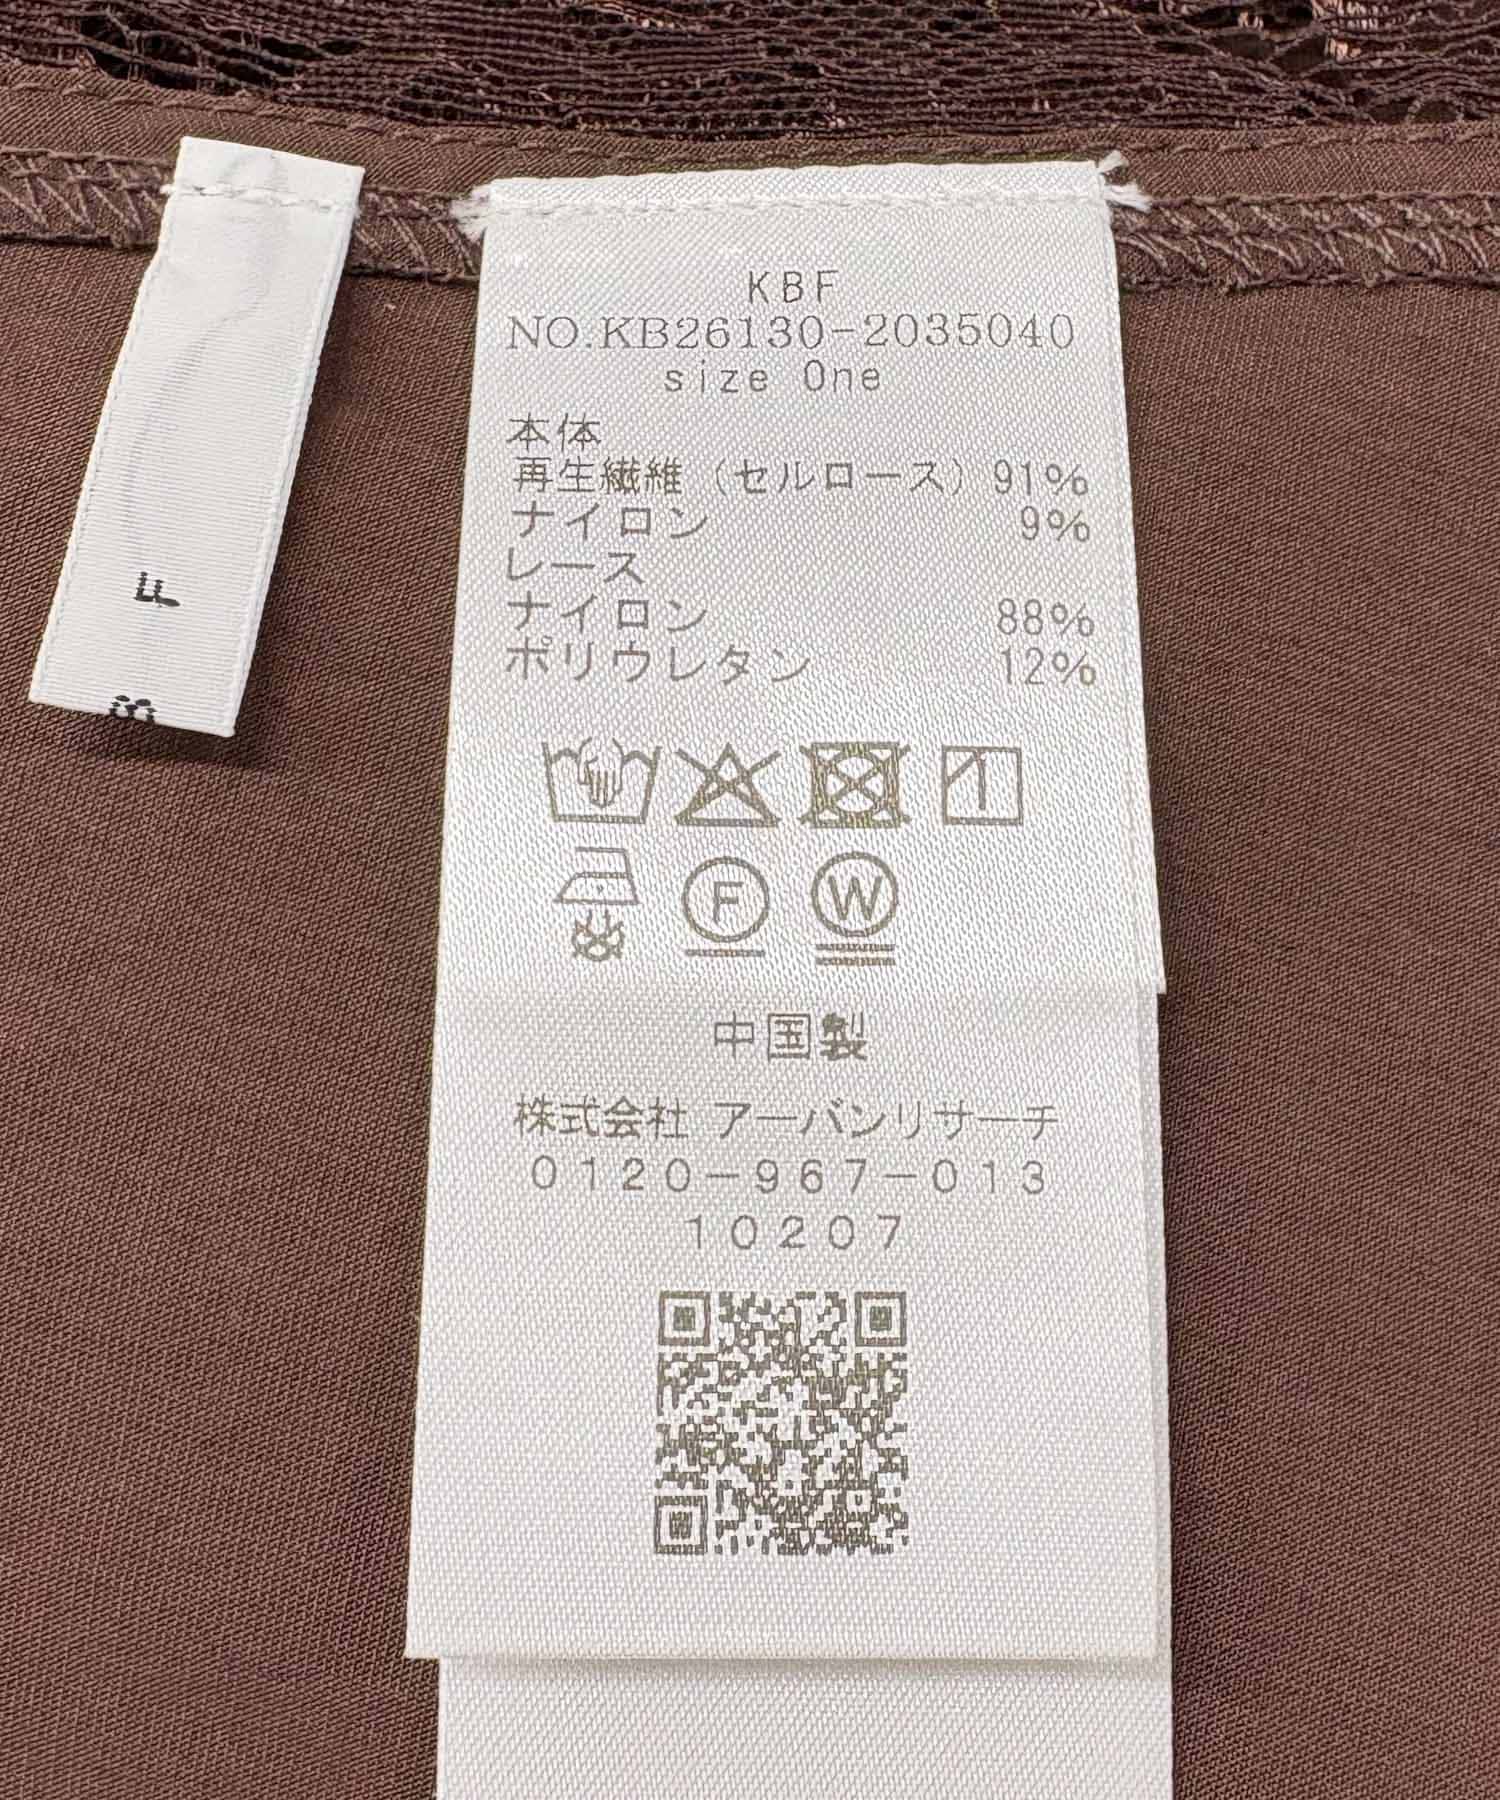 F
KBF
NO.KB26130-2035040
size One
本体
再生繊維（セルロース）91%
ナイロン 9%
レース
ナイロン 88%
ポリウレタン 12%
F
W
中国製
株式会社 アーバンリサーチ
0120-967-013
10207